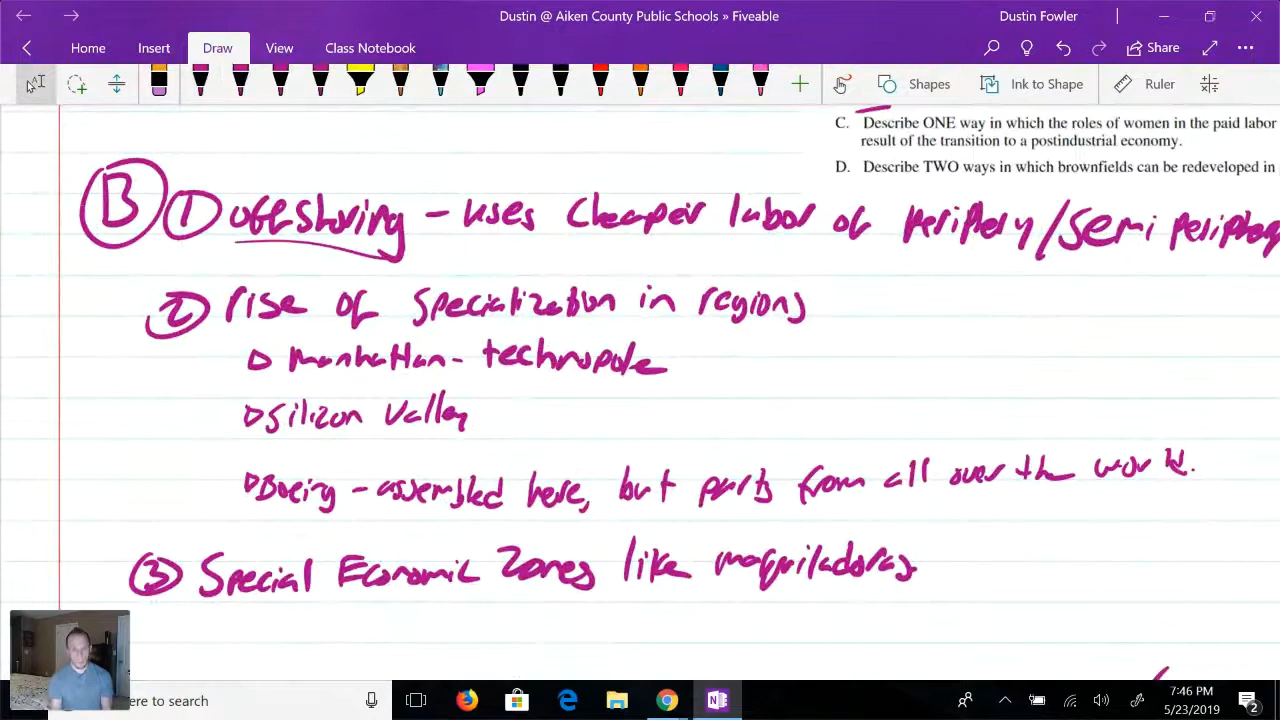 Dustin @ Aiken County Public Schools » Fiveable
Dustin Fowler
Home Insert Draw View Class Notebook
Share
Shapes Ink to Shape Ruler
C. Describe ONE way in which the roles of women in the paid labor
result of the transition to a postindustrial economy.
D. Describe TWO ways in which brownfields can be redeveloped in
B ① offshoring - uses cheaper labor of periphery/semi periphery
② rise of specialization in regions
▷ Manhattan - technopole
▷ Silicon Valley
▷ Boeing - assembled here, but parts from all over the world.
③ Special Economic Zones like maquiladoras
here to search
7:46 PM
5/23/2019
2